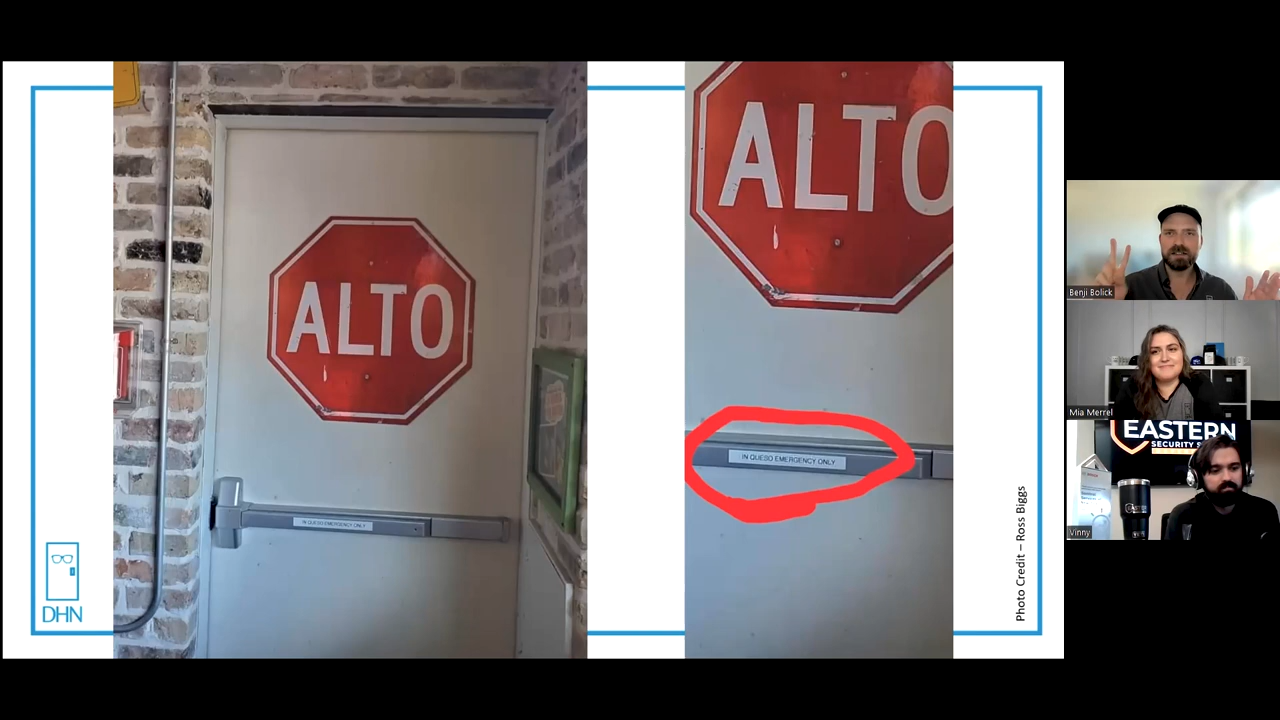 ALTO
IN QUESO EMERGENCY ONLY
DHN
ALTO
IN QUESO EMERGENCY ONLY
Photo Credit – Ross Biggs
Benji Bolick
Mia Merrel
EASTERN
SECURITY
Vinny